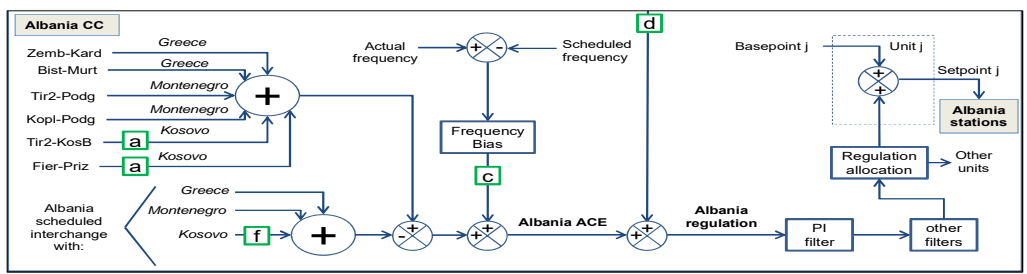 Albania CC
Zemb-Kard
Greece
Bist-Murt
Greece
Tir2-Podg
Montenegro
Kopl-Podg
Montenegro
Tir2-KosB
a
Kosovo
Fier-Priz
a
Kosovo
+
Albania
scheduled
interchange
with:
Greece
Montenegro
Kosovo
f
+
Actual
frequency
+ -
Scheduled
frequency
Frequency
Bias
c
+
-
+
+
Albania ACE
d
+
+
Albania
regulation
PI
filter
other
filters
Regulation
allocation
Other
units
Basepoint j
Unit j
+
+
Setpoint j
Albania
stations